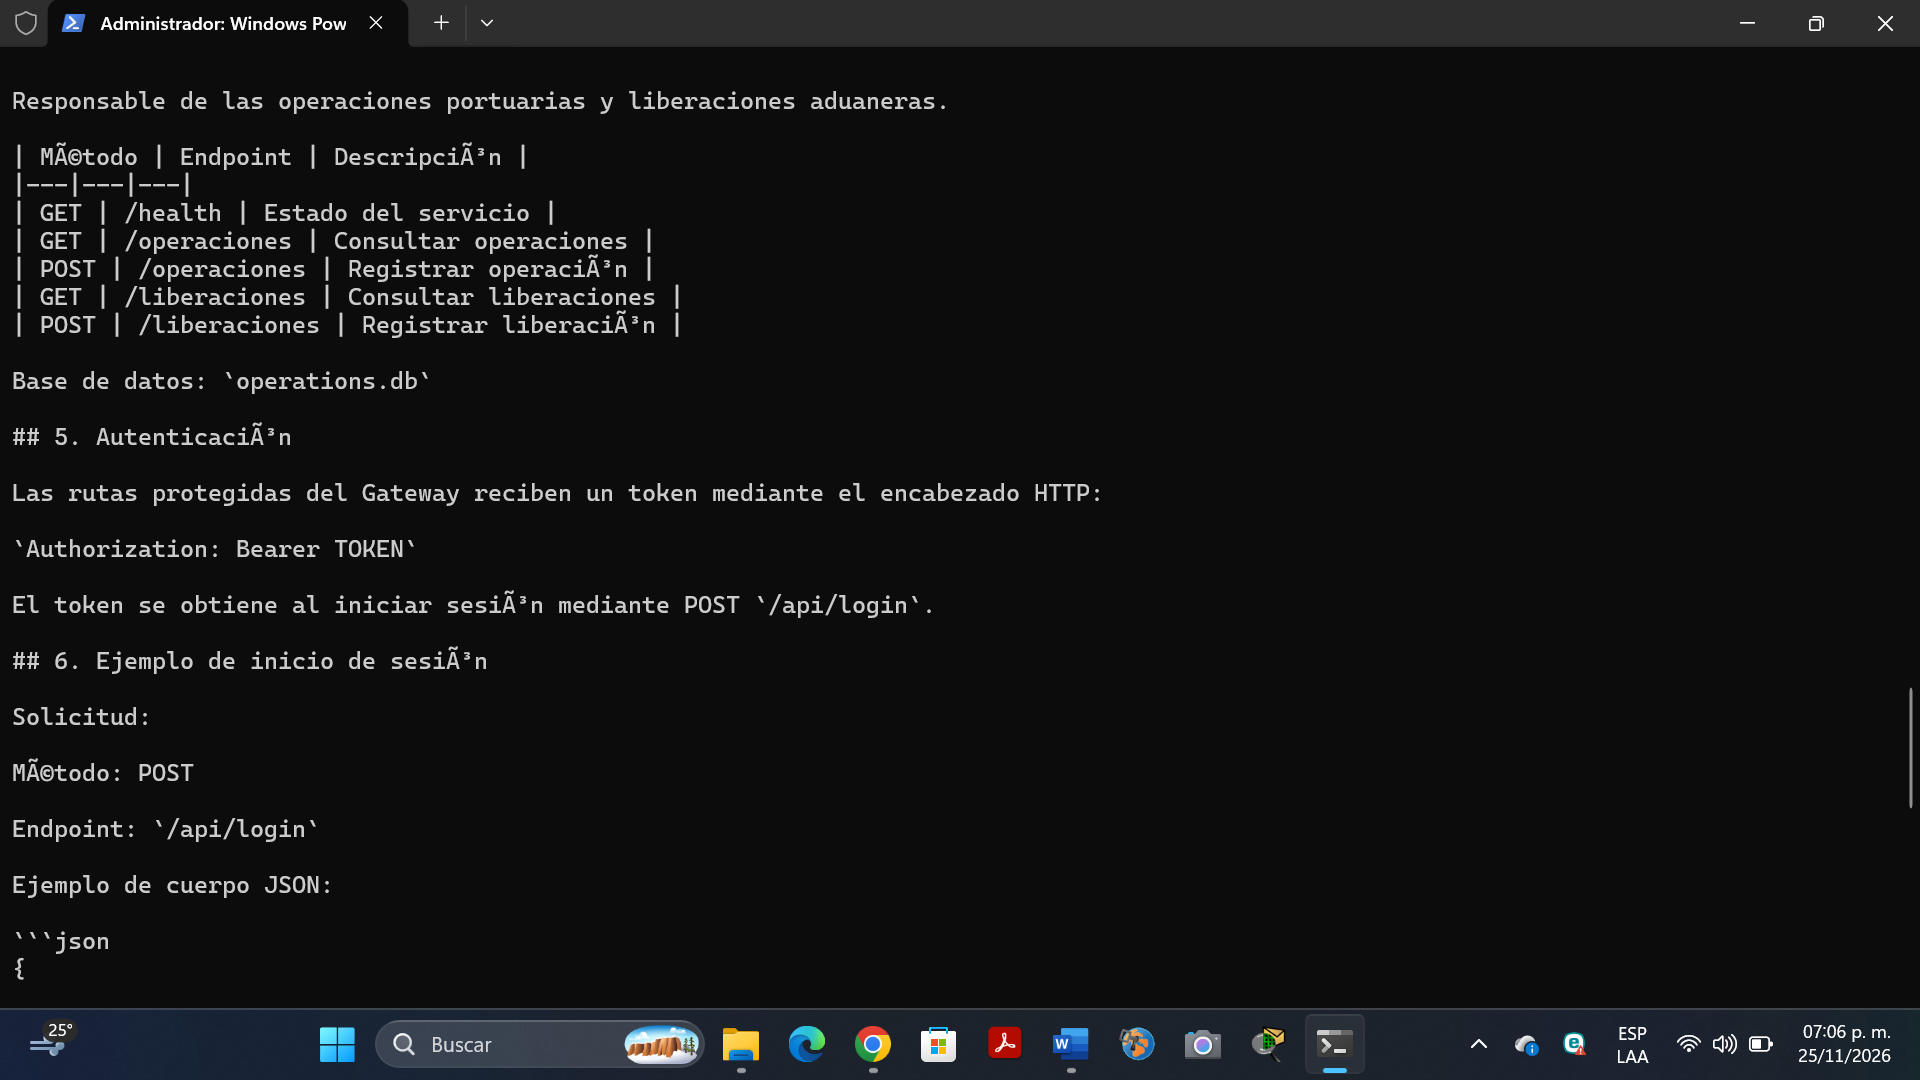 Administrador: Windows Pow
Responsable de las operaciones portuarias y liberaciones aduaneras.
| MÃ©todo | Endpoint | DescripciÃ³n |
|---|---|---|
| GET | /health | Estado del servicio |
| GET | /operaciones | Consultar operaciones |
| POST | /operaciones | Registrar operaciÃ³n |
| GET | /liberaciones | Consultar liberaciones |
| POST | /liberaciones | Registrar liberaciÃ³n |
Base de datos: `operations.db`
## 5. AutenticaciÃ³n
Las rutas protegidas del Gateway reciben un token mediante el encabezado HTTP:
`Authorization: Bearer TOKEN`
El token se obtiene al iniciar sesiÃ³n mediante POST `/api/login`.
## 6. Ejemplo de inicio de sesiÃ³n
Solicitud:
MÃ©todo: POST
Endpoint: `/api/login`
Ejemplo de cuerpo JSON:
```json
{
25°
Buscar
ESP
LAA
07:06 p. m.
25/11/2026